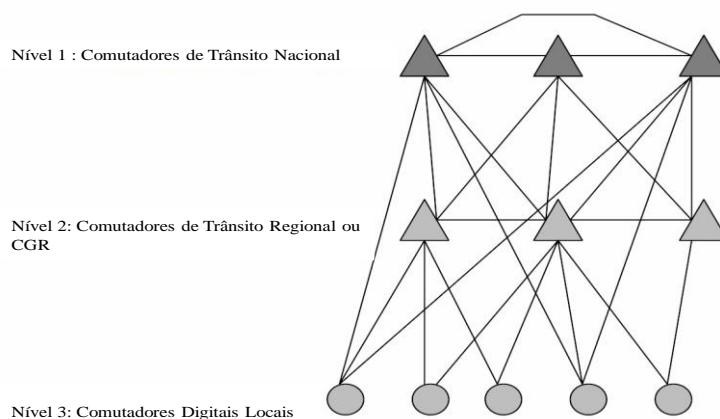 Nível 1 : Comutadores de Trânsito Nacional
Nível 2: Comutadores de Trânsito Regional ou
CGR
Nível 3: Comutadores Digitais Locais